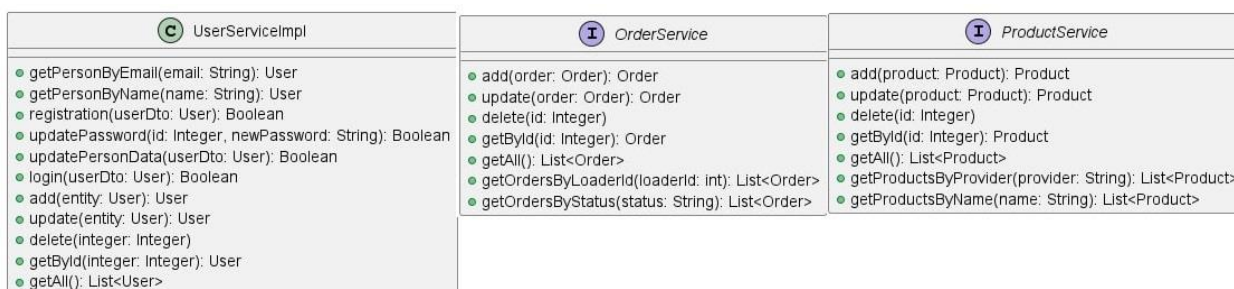 C UserServiceImpl
getPersonByEmail(email: String): User
getPersonByName(name: String): User
registration(userDto: User): Boolean
updatePassword(id: Integer, newPassword: String): Boolean
updatePersonData(userDto: User): Boolean
login(userDto: User): Boolean
add(entity: User): User
update(entity: User): User
delete(integer: Integer)
getById(integer: Integer): User
getAll(): List<User>
I OrderService
add(order: Order): Order
update(order: Order): Order
delete(id: Integer)
getById(id: Integer): Order
getAll(): List<Order>
getOrdersByLoaderId(loaderId: int): List<Order>
getOrdersByStatus(status: String): List<Order>
I ProductService
add(product: Product): Product
update(product: Product): Product
delete(id: Integer)
getById(id: Integer): Product
getAll(): List<Product>
getProductsByProvider(provider: String): List<Product>
getProductsByName(name: String): List<Product>